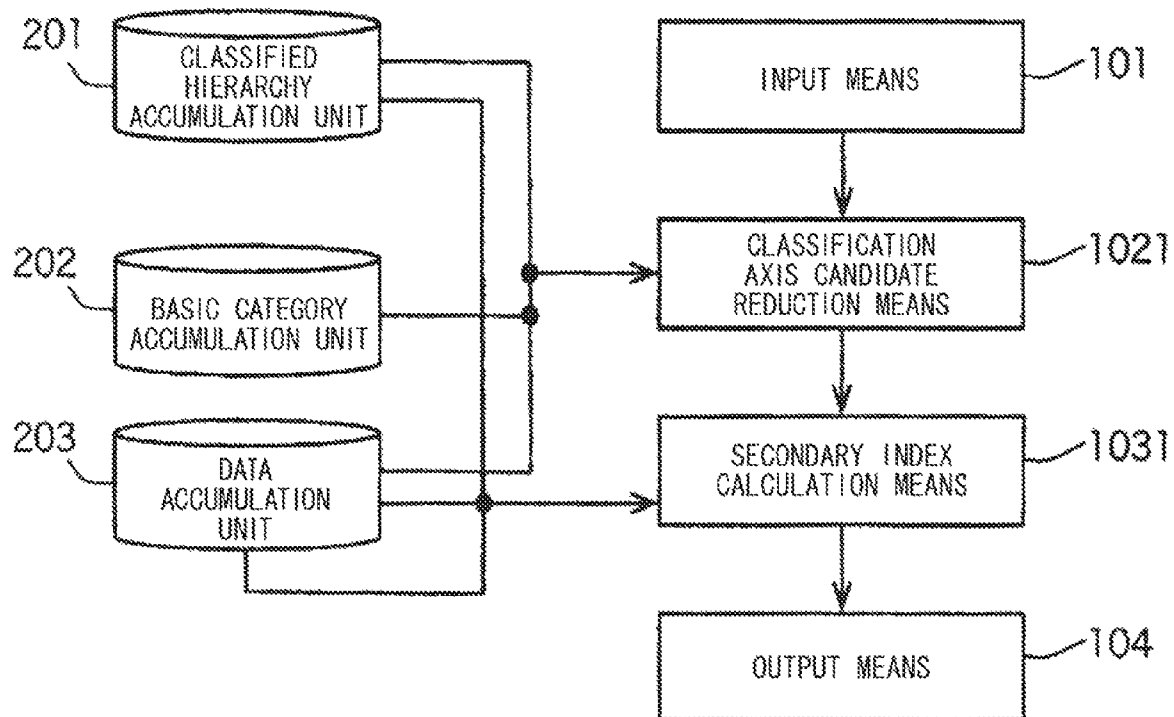 201
CLASSIFIED
HIERARCHY
ACCUMULATION UNIT
INPUT MEANS
101
202
BASIC CATEGORY
ACCUMULATION UNIT
CLASSIFICATION
AXIS CANDIDATE
REDUCTION MEANS
1021
203
DATA
ACCUMULATION
UNIT
SECONDARY INDEX
CALCULATION MEANS
1031
OUTPUT MEANS
104